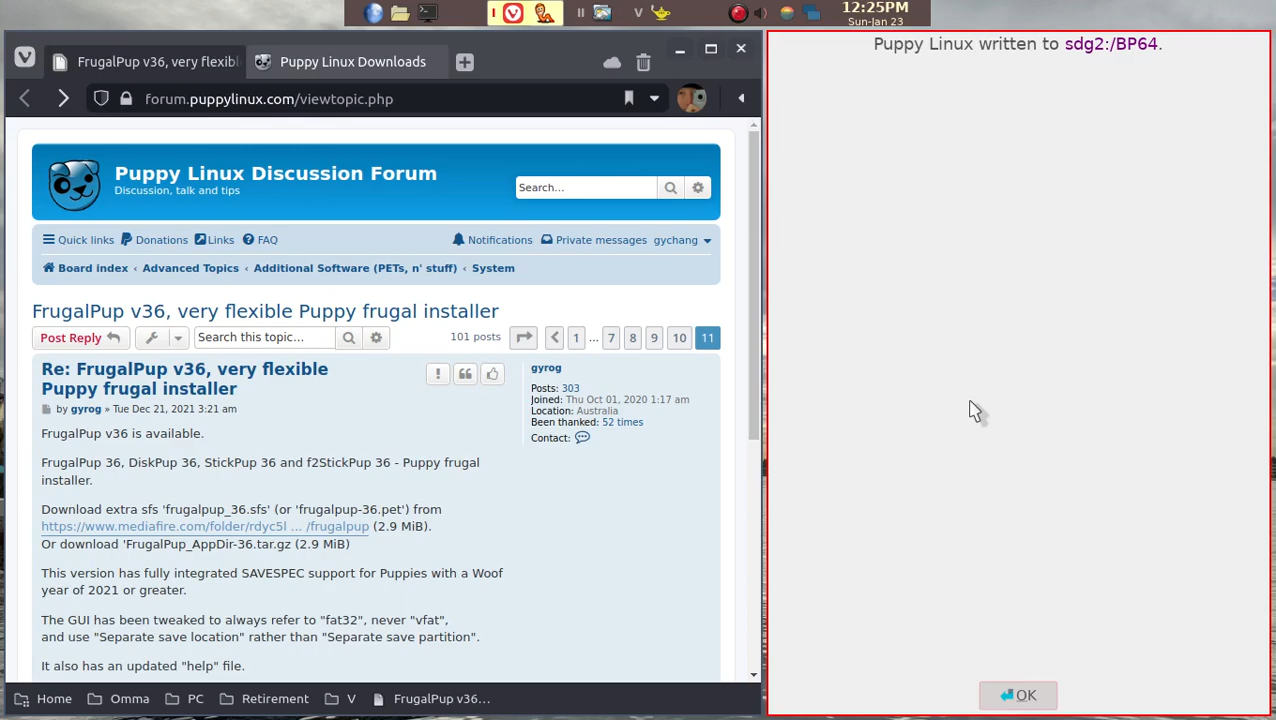 I
II
V
12:25PM
Sun-Jan 23
FrugalPup v36, very flexibl
Puppy Linux Downloads
forum.puppylinux.com/viewtopic.php
Puppy Linux Discussion Forum
Discussion, talk and tips
Search...
Quick links
Donations
Links
FAQ
Notifications
Private messages
gychang
Board index ‹ Advanced Topics ‹ Additional Software (PETs, n' stuff) ‹ System
FrugalPup v36, very flexible Puppy frugal installer
Post Reply
Search this topic...
101 posts
1 ... 7 8 9 10 11
Re: FrugalPup v36, very flexible
Puppy frugal installer
by gyrog » Tue Dec 21, 2021 3:21 am
FrugalPup v36 is available.
FrugalPup 36, DiskPup 36, StickPup 36 and f2StickPup 36 - Puppy frugal
installer.
Download extra sfs 'frugalpup_36.sfs' (or 'frugalpup-36.pet') from
https://www.mediafire.com/folder/rdyc5l ... /frugalpup (2.9 MiB).
Or download 'FrugalPup_AppDir-36.tar.gz (2.9 MiB)
This version has fully integrated SAVESPEC support for Puppies with a Woof
year of 2021 or greater.
The GUI has been tweaked to always refer to "fat32", never "vfat",
and use "Separate save location" rather than "Separate save partition".
It also has an updated "help" file.
gyrog
Posts: 303
Joined: Thu Oct 01, 2020 1:17 am
Location: Australia
Been thanked: 52 times
Contact:
Home
Omma
PC
Retirement
V
FrugalPup v36...
Puppy Linux written to sdg2:/BP64.
OK